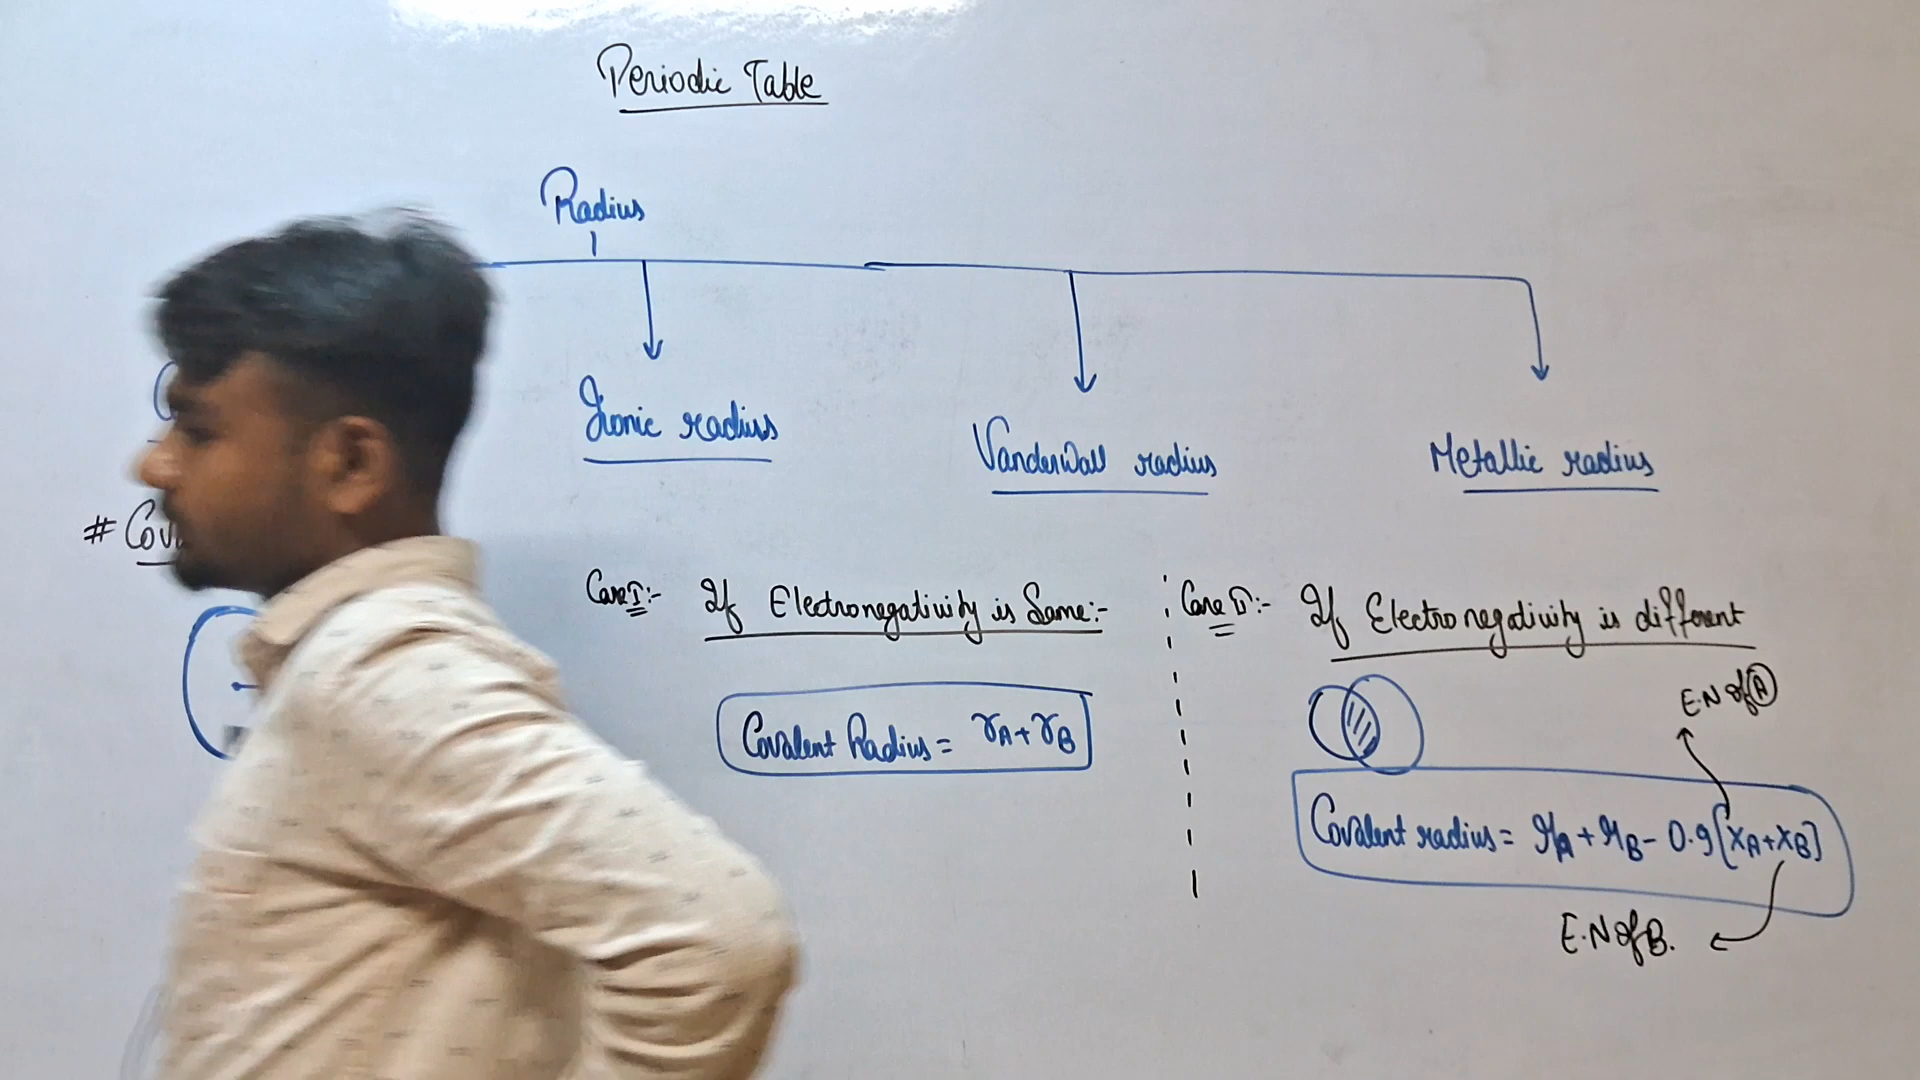 Periodic Table
Radius
Ionic radius
VanderWall radius
Metallic radius
#
Case I:- If Electronegativity is Same:-
Case II:- If Electronegativity is different
E.N of A
Covalent Radius = rA + rB
Covalent radius = rA + rB - 0.9[XA+XB]
E.N of B.